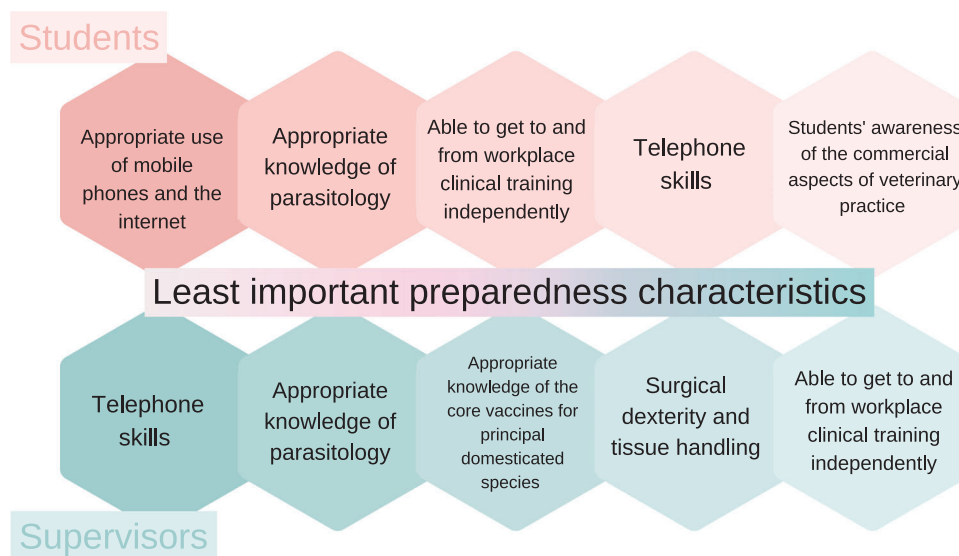 Students
Appropriate use
of mobile
phones and the
internet
Appropriate
knowledge of
parasitology
Able to get to and
from workplace
clinical training
independently
Telephone
skills
Students' awareness
of the commercial
aspects of veterinary
practice
Least important preparedness characteristics
Telephone
skills
Appropriate
knowledge of
parasitology
Appropriate
knowledge of the
core vaccines for
principal
domesticated
species
Surgical
dexterity and
tissue handling
Able to get to and
from workplace
clinical training
independently
Supervisors